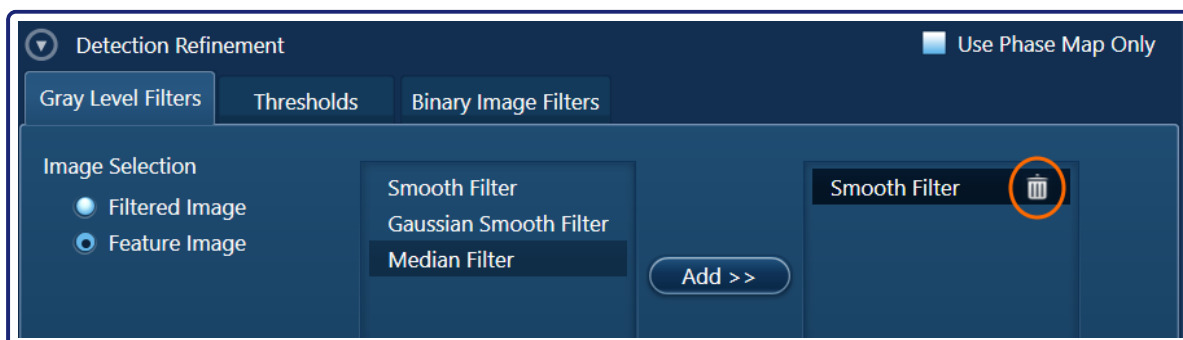 Detection Refinement
Use Phase Map Only
Gray Level Filters
Thresholds
Binary Image Filters
Image Selection
Filtered Image
Feature Image
Smooth Filter
Gaussian Smooth Filter
Median Filter
Add >>
Smooth Filter